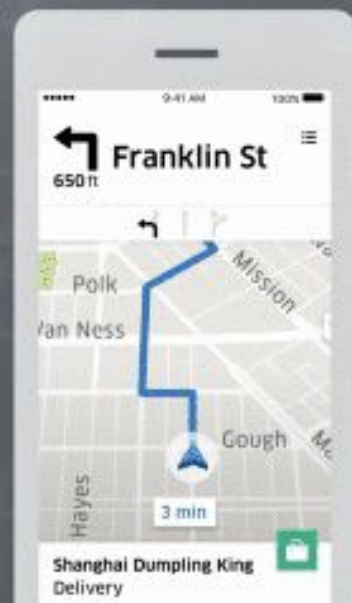 9:41 AM 100%
Franklin St
650 ft
Mission
Polk
Van Ness
Gough
Hayes
3 min
Shanghai Dumpling King
Delivery